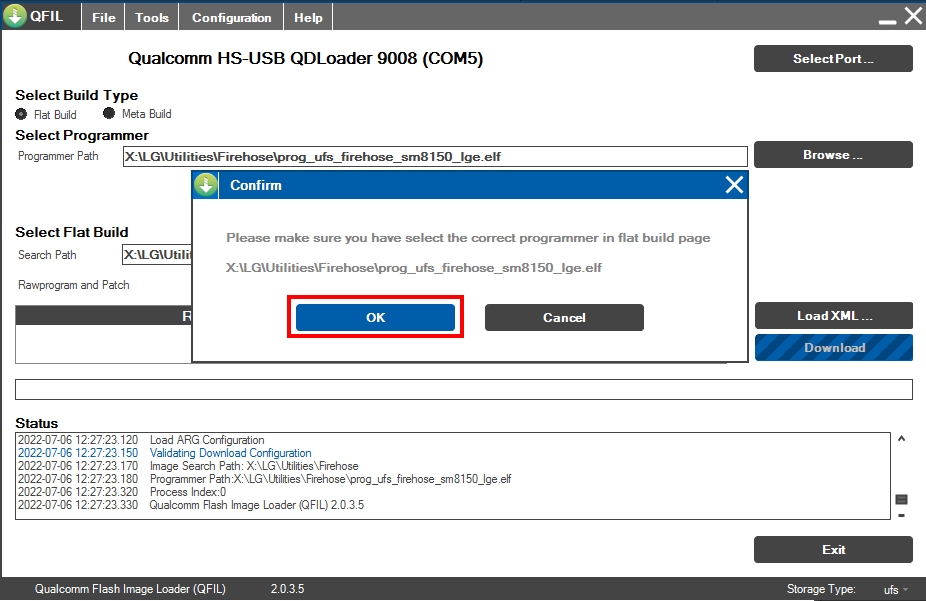 QFIL File Tools Configuration Help
Qualcomm HS-USB QDLoader 9008 (COM5)
Select Port ...
Select Build Type
Flat Build Meta Build
Select Programmer
Programmer Path X:\LG\Utilities\Firehose\prog_ufs_firehose_sm8150_lge.elf Browse ...
Confirm
Please make sure you have select the correct programmer in flat build page
X:\LG\Utilities\Firehose\prog_ufs_firehose_sm8150_lge.elf
OK Cancel
Select Flat Build
Search Path X:\LG\Utili
Rawprogram and Patch
R
Load XML ...
Download
Status
2022-07-06 12:27:23.120 Load ARG Configuration
2022-07-06 12:27:23.150 Validating Download Configuration
2022-07-06 12:27:23.170 Image Search Path: X:\LG\Utilities\Firehose
2022-07-06 12:27:23.180 Programmer Path:X:\LG\Utilities\Firehose\prog_ufs_firehose_sm8150_lge.elf
2022-07-06 12:27:23.320 Process Index:0
2022-07-06 12:27:23.330 Qualcomm Flash Image Loader (QFIL) 2.0.3.5
Exit
Qualcomm Flash Image Loader (QFIL) 2.0.3.5 Storage Type: ufs